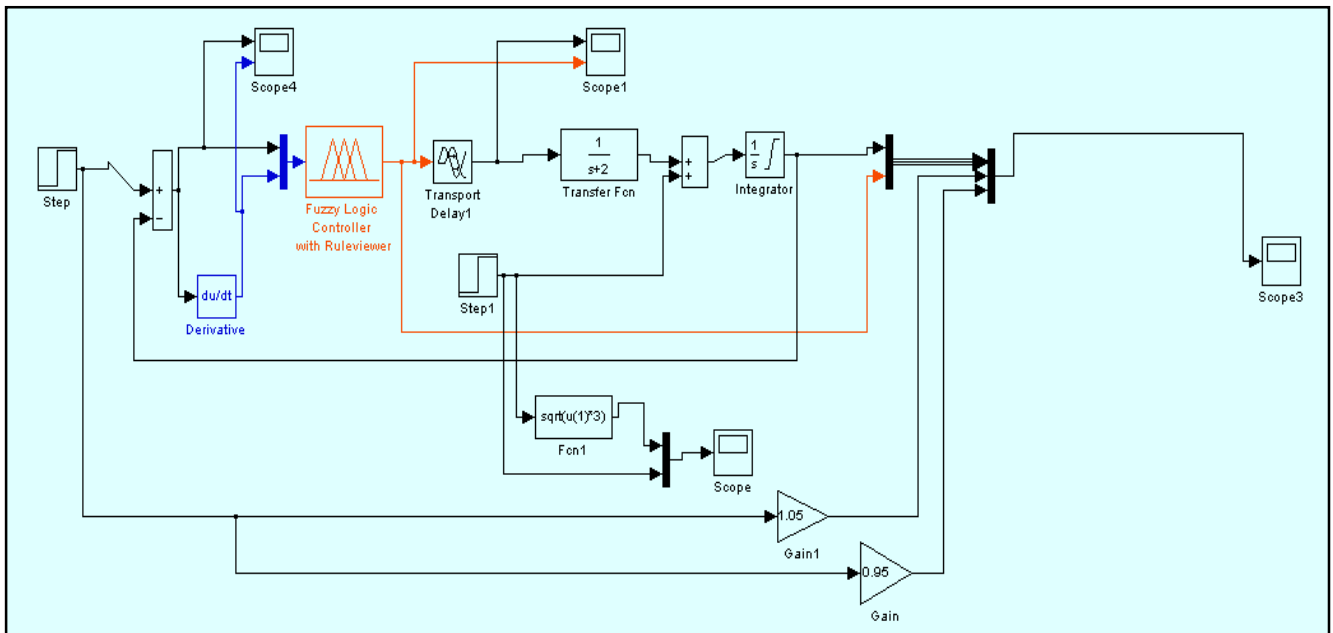 Scope4
Scope1
Step
+
−
Fuzzy Logic
Controller
with Ruleviewer
Transport
Delay1
1
s+2
Transfer Fcn
+
+
1
s
Integrator
Scope3
du/dt
Derivative
Step1
sqrt(u(1)*3)
Fcn1
Scope
1.05
Gain1
0.95
Gain